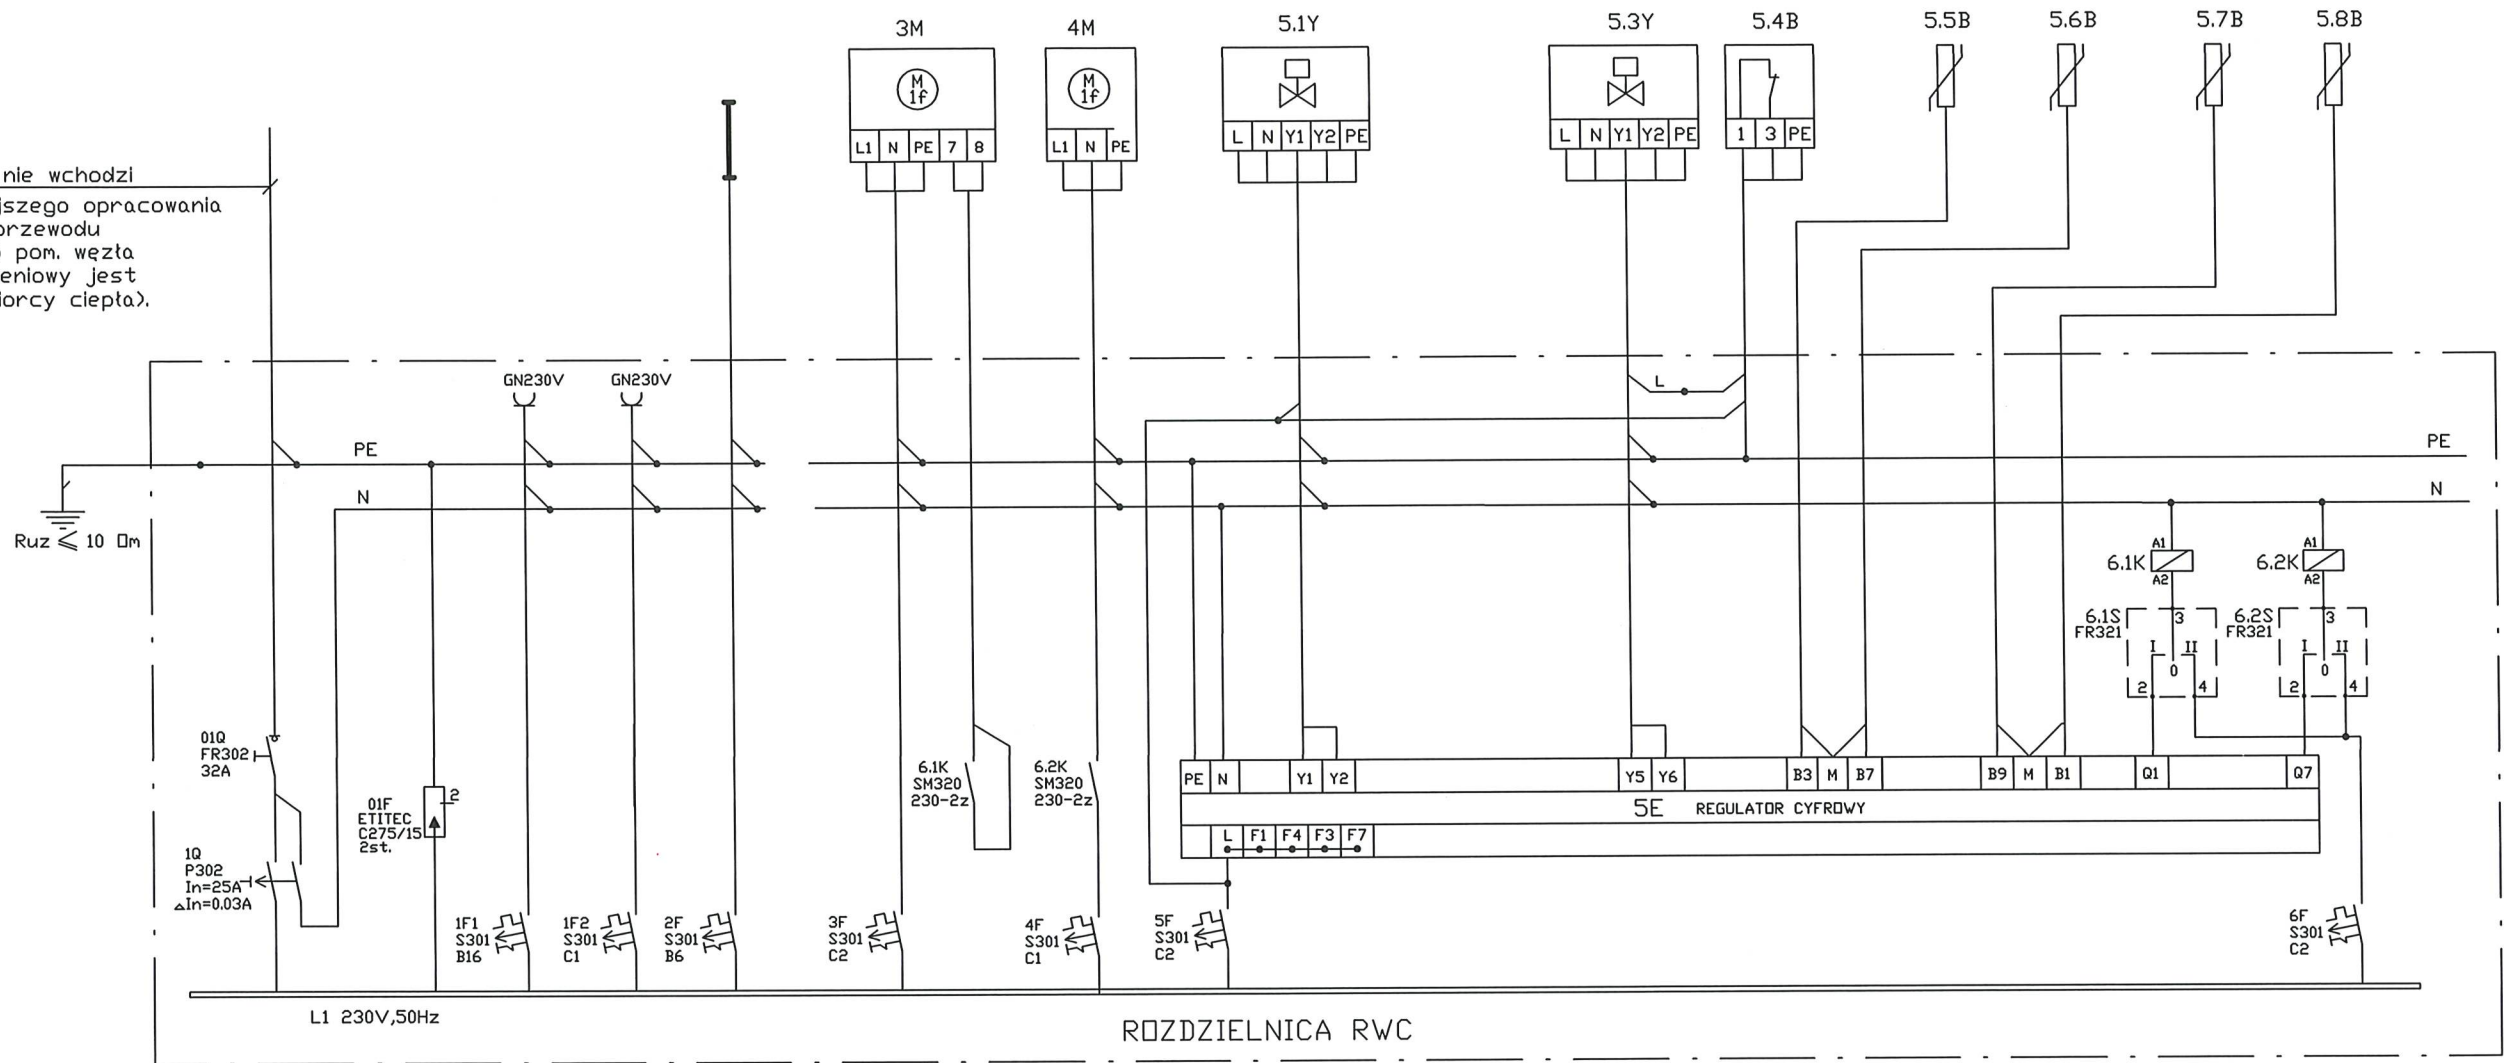 3M
4M
5.1Y
5.3Y
5.4B
5.5B
5.6B
5.7B
5.8B
M
1f
M
1f
L1 N PE 7 8
L1 N PE
L N Y1 Y2 PE
L N Y1 Y2 PE
1 3 PE
nie wchodzi
jszego opracowania
przewodu
pom. węzła
eniowy jest
iorcy ciepła).
GN230V
GN230V
L
PE
PE
N
N
Ruz ≤ 10 Om
A1
6.1K
A2
A1
6.2K
A2
6.1S
FR321
3
I II
0
2 4
6.2S
FR321
3
I II
0
2 4
01Q
FR302
32A
01F
ETITEC
C275/15
2st.
2
1Q
P302
In=25A
△In=0.03A
6.1K
SM320
230-2z
6.2K
SM320
230-2z
PE N Y1 Y2 Y5 Y6 B3 M B7 B9 M B1 Q1 Q7
5E REGULATOR CYFROWY
L F1 F4 F3 F7
1F1
S301
B16
1F2
S301
C1
2F
S301
B6
3F
S301
C2
4F
S301
C1
5F
S301
C2
6F
S301
C2
L1 230V,50Hz
ROZDZIELNICA RWC